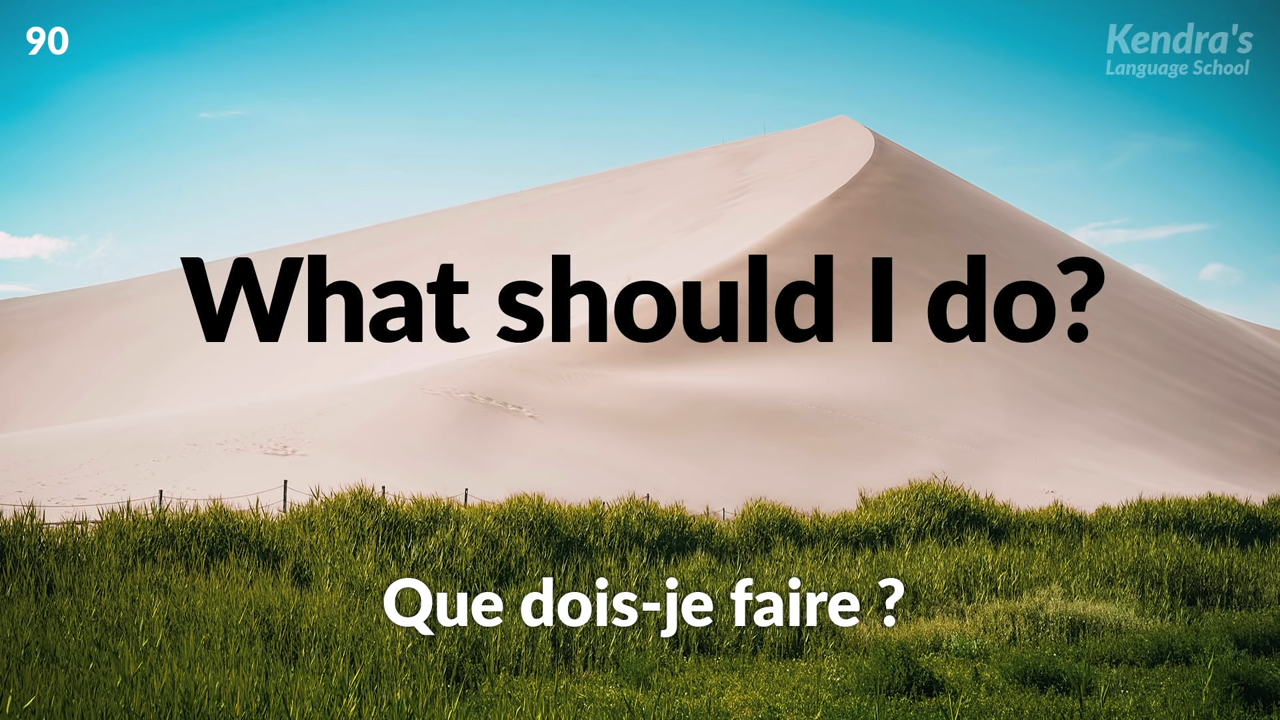 90
Kendra's
Language School
What should I do?
Que dois-je faire ?